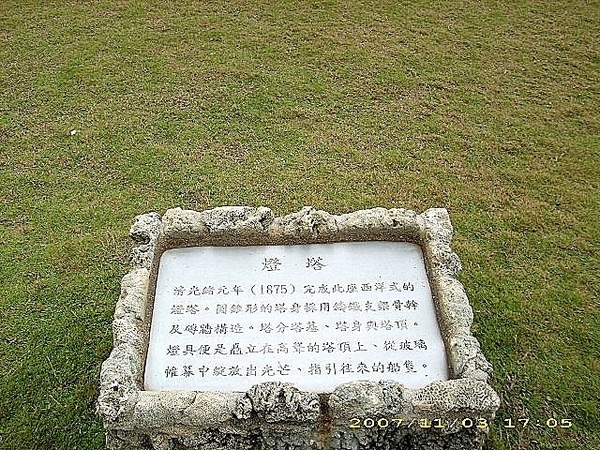 燈塔
清光緒元年(1875)完成此座西洋式的
燈塔。圓錐形的塔身採用鑄鐵支架骨幹
及磚牆構造。塔分塔基、塔身與塔頂。
燈具便是矗立在高聳的塔頂上、從玻璃
帷幕中綻放出光芒、指引往來的船隻。
2007/11/03 17:05